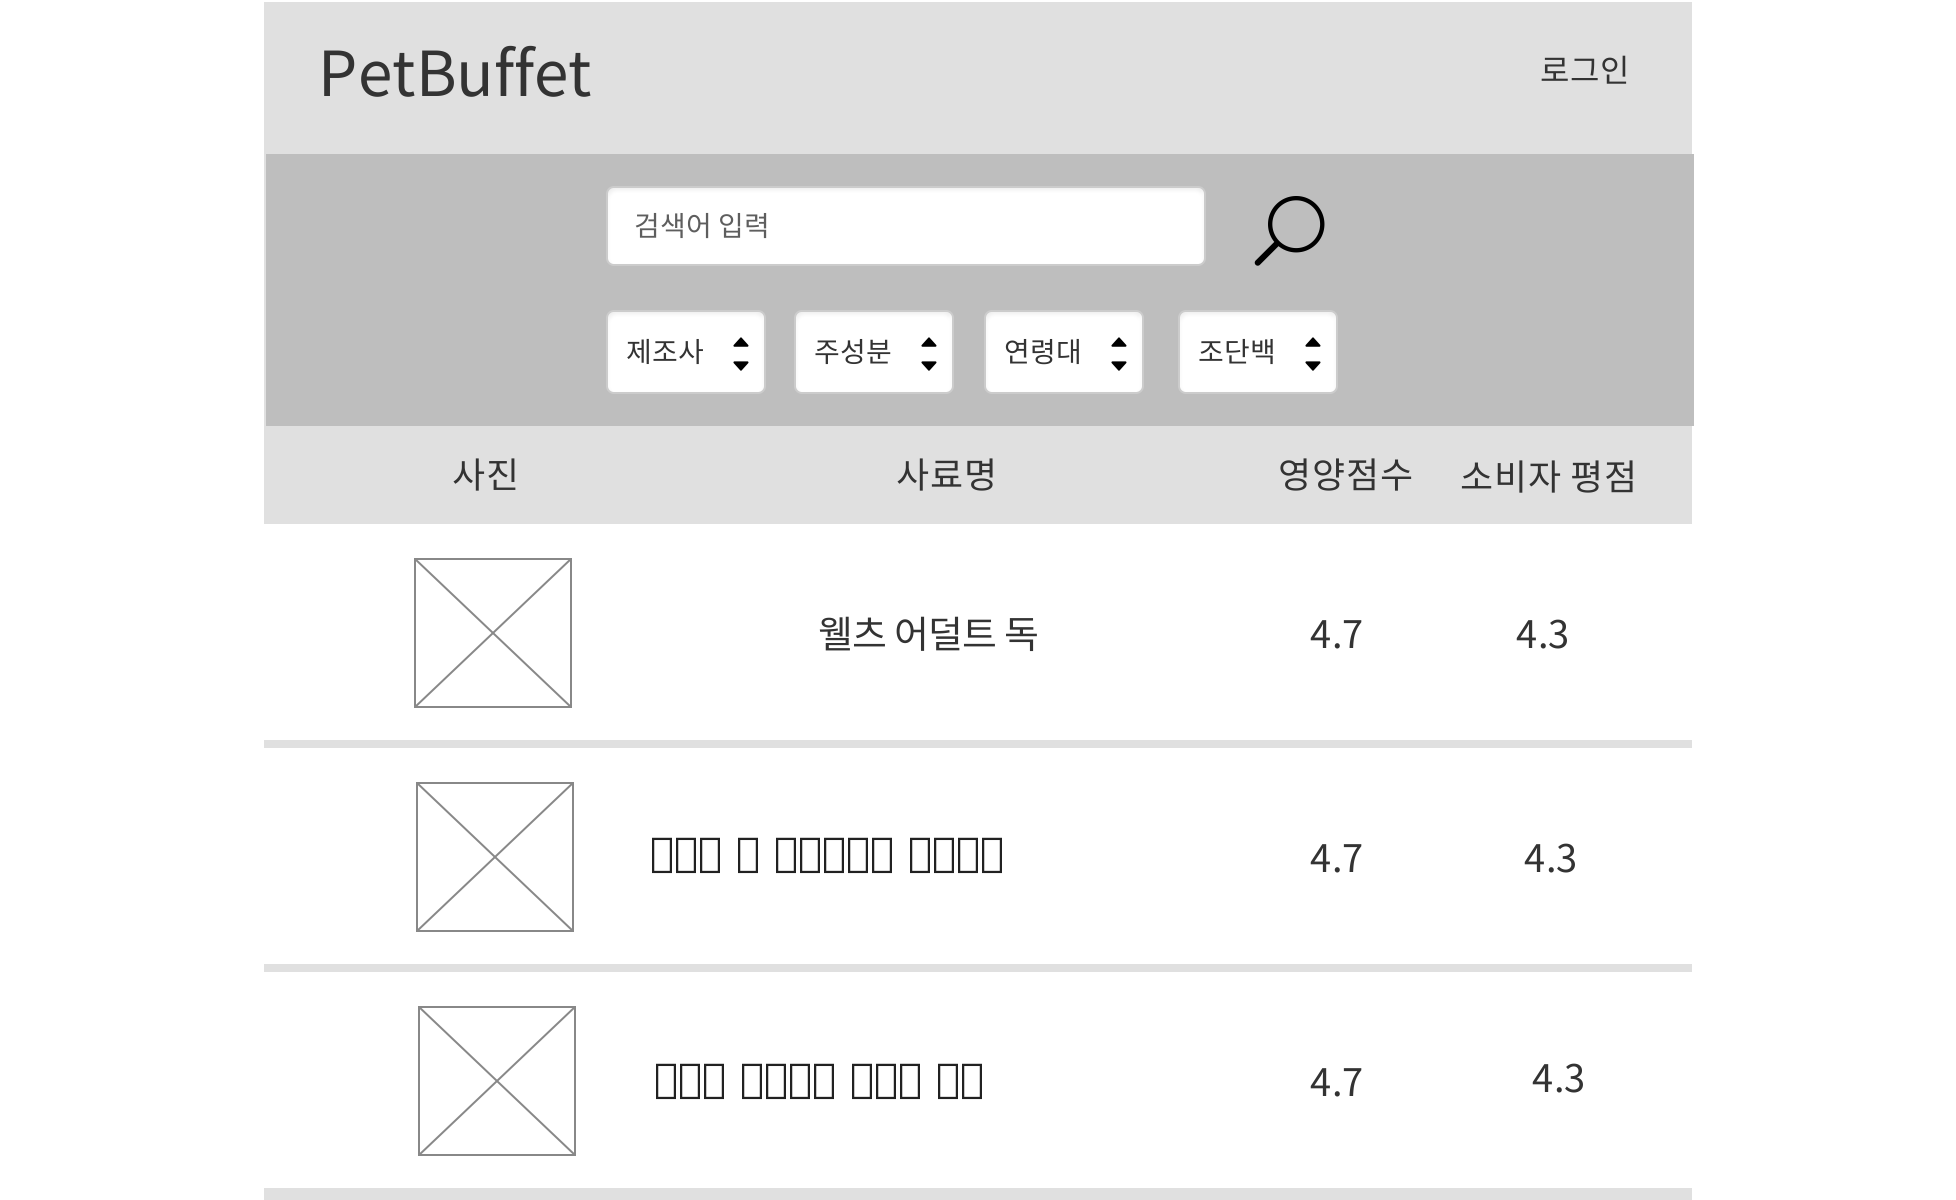 PetBuffet
로그인
검색어 입력
제조사 주성분 연령대 조단백
사진 사료명 영양점수 소비자 평점
웰츠 어덜트 독 4.7 4.3
4.7 4.3
4.7 4.3